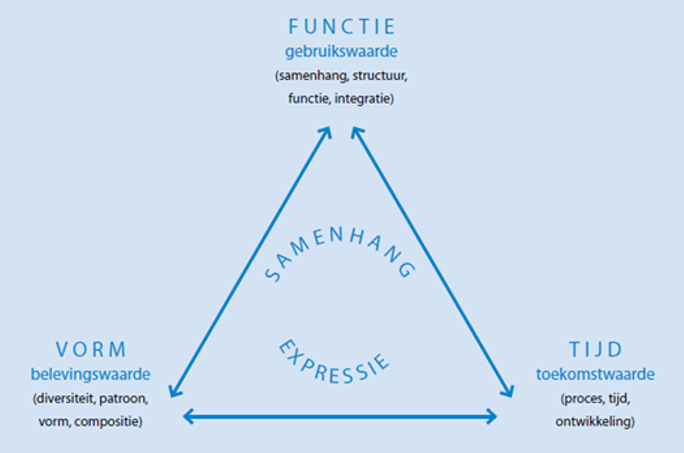 FUNCTIE
gebruikswaarde
(samenhang, structuur,
functie, integratie)
SAMENHANG
EXPRESSIE
VORM
belevingswaarde
(diversiteit, patroon,
vorm, compositie)
TIJD
toekomstwaarde
(proces, tijd,
ontwikkeling)